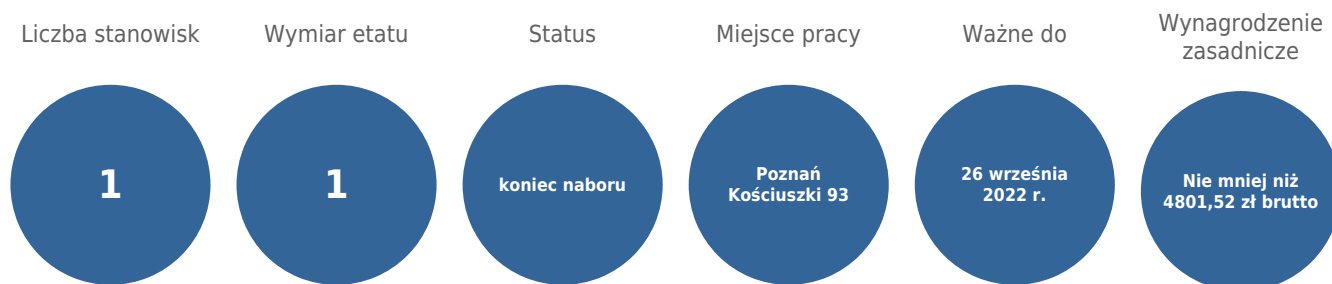 Liczba stanowisk
1
Wymiar etatu
1
Status
koniec naboru
Miejsce pracy
Poznań
Kościuszki 93
Ważne do
26 września
2022 r.
Wynagrodzenie
zasadnicze
Nie mniej niż
4801,52 zł brutto